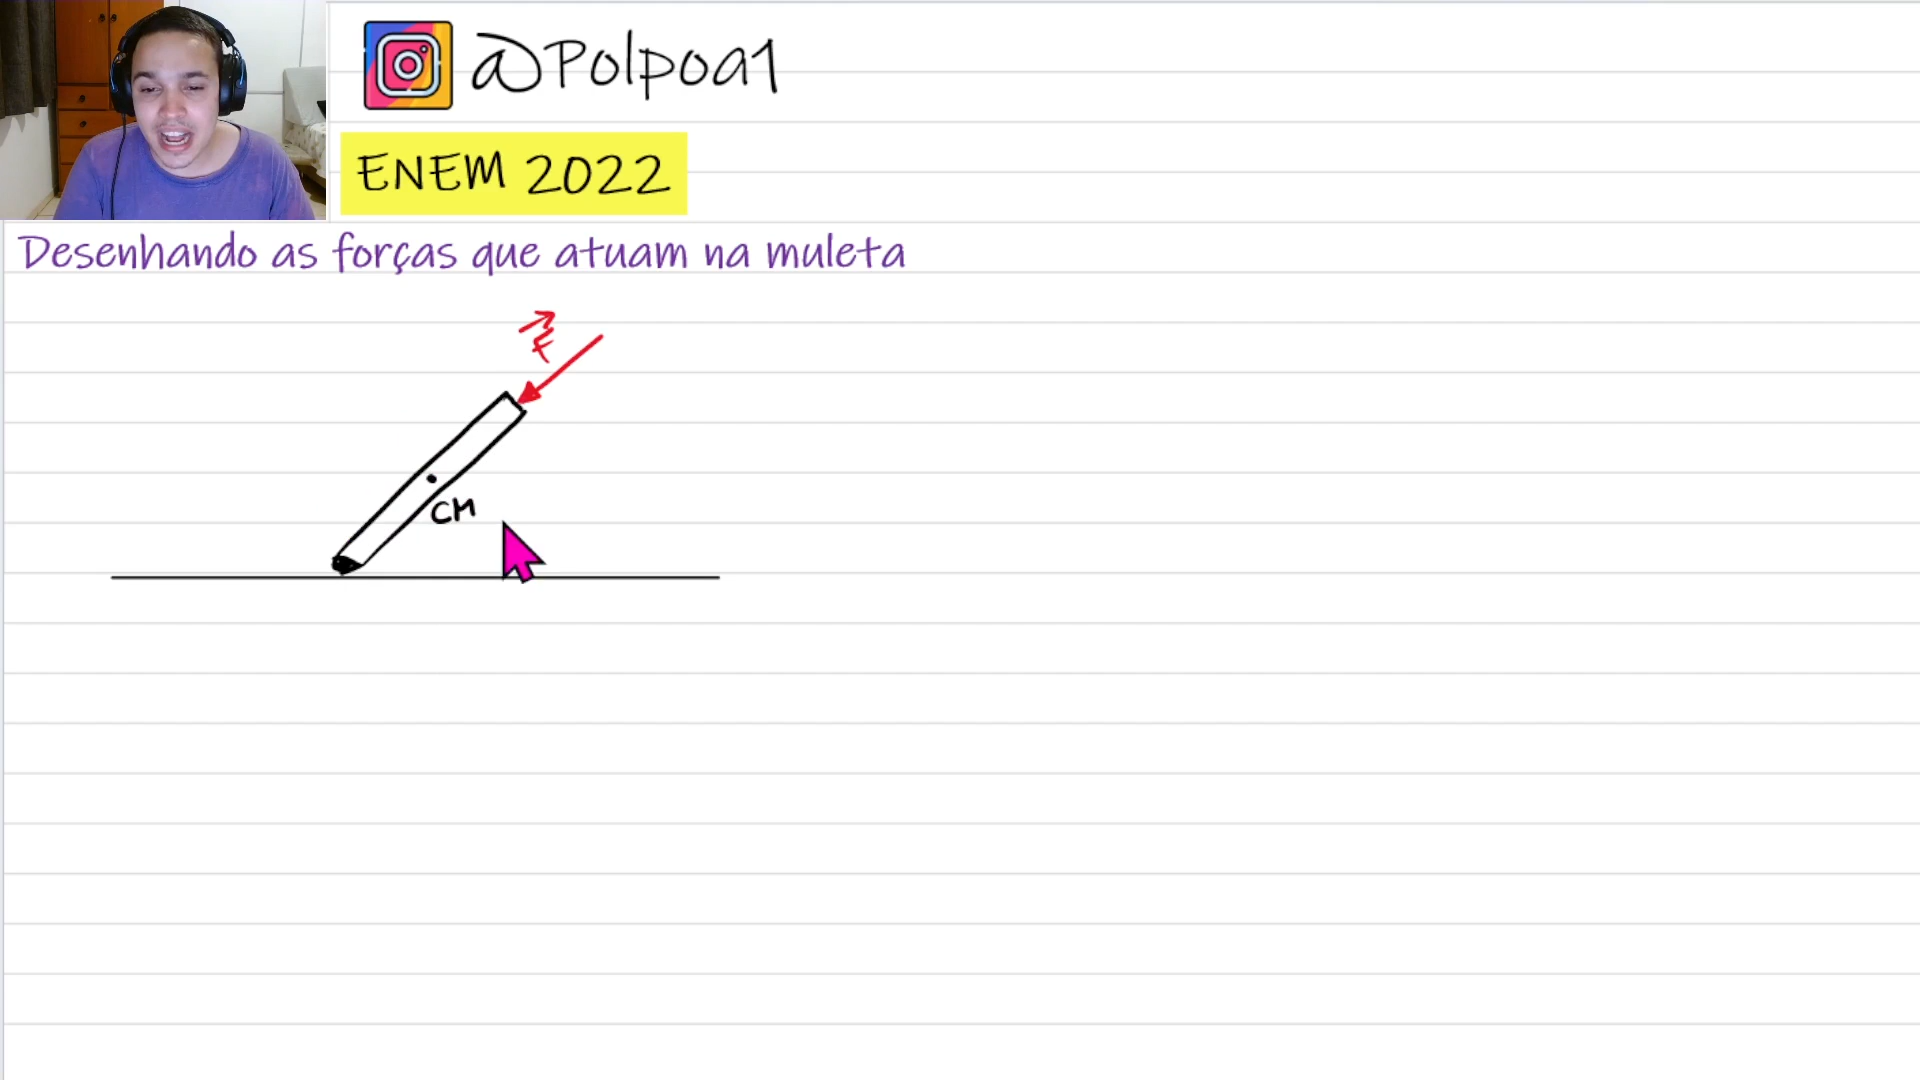 @Polpoa1
ENEM 2022
Desenhando as forças que atuam na muleta
F
CM